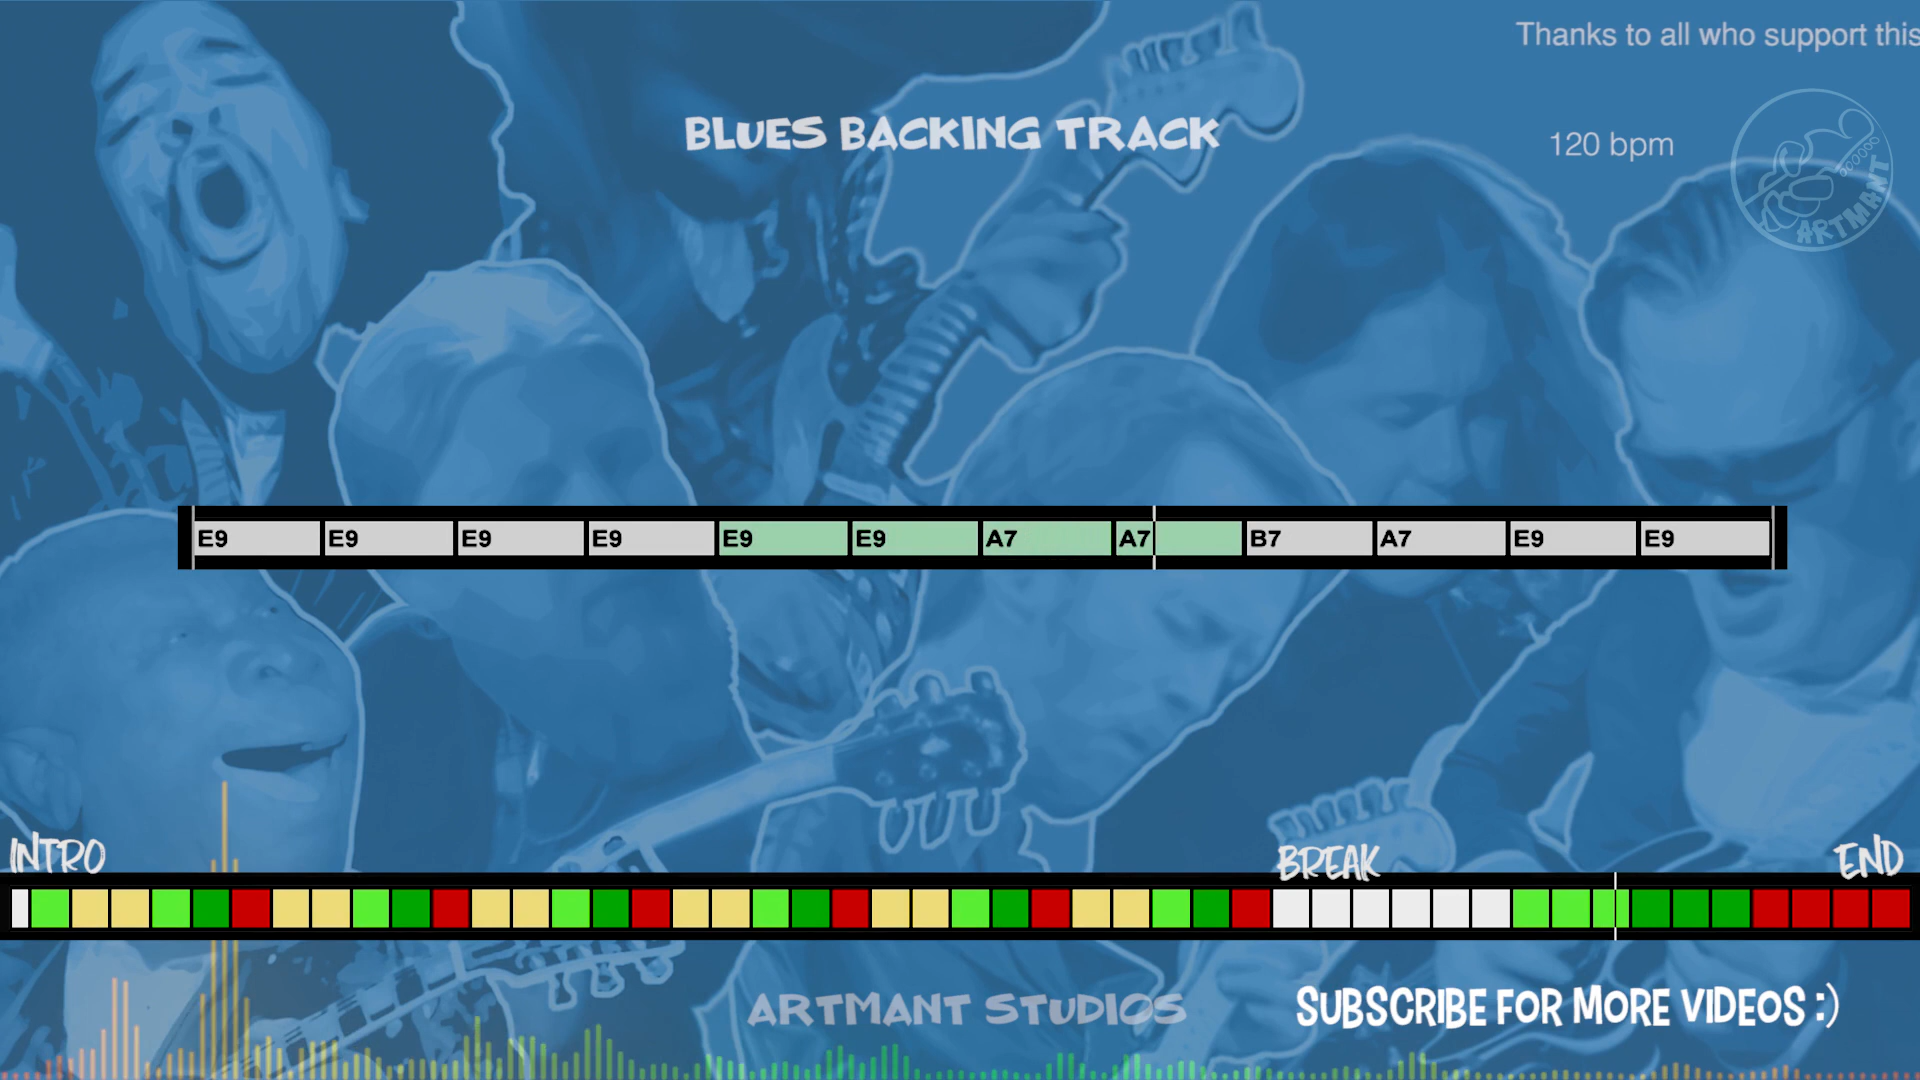 Thanks to all who support this
BLUES BACKING TRACK
120 bpm
ARTMANT
E9 E9 E9 E9 E9 E9 A7 A7 B7 A7 E9 E9
INTRO
BREAK
END
ARTMANT STUDIOS
SUBSCRIBE FOR MORE VIDEOS :)